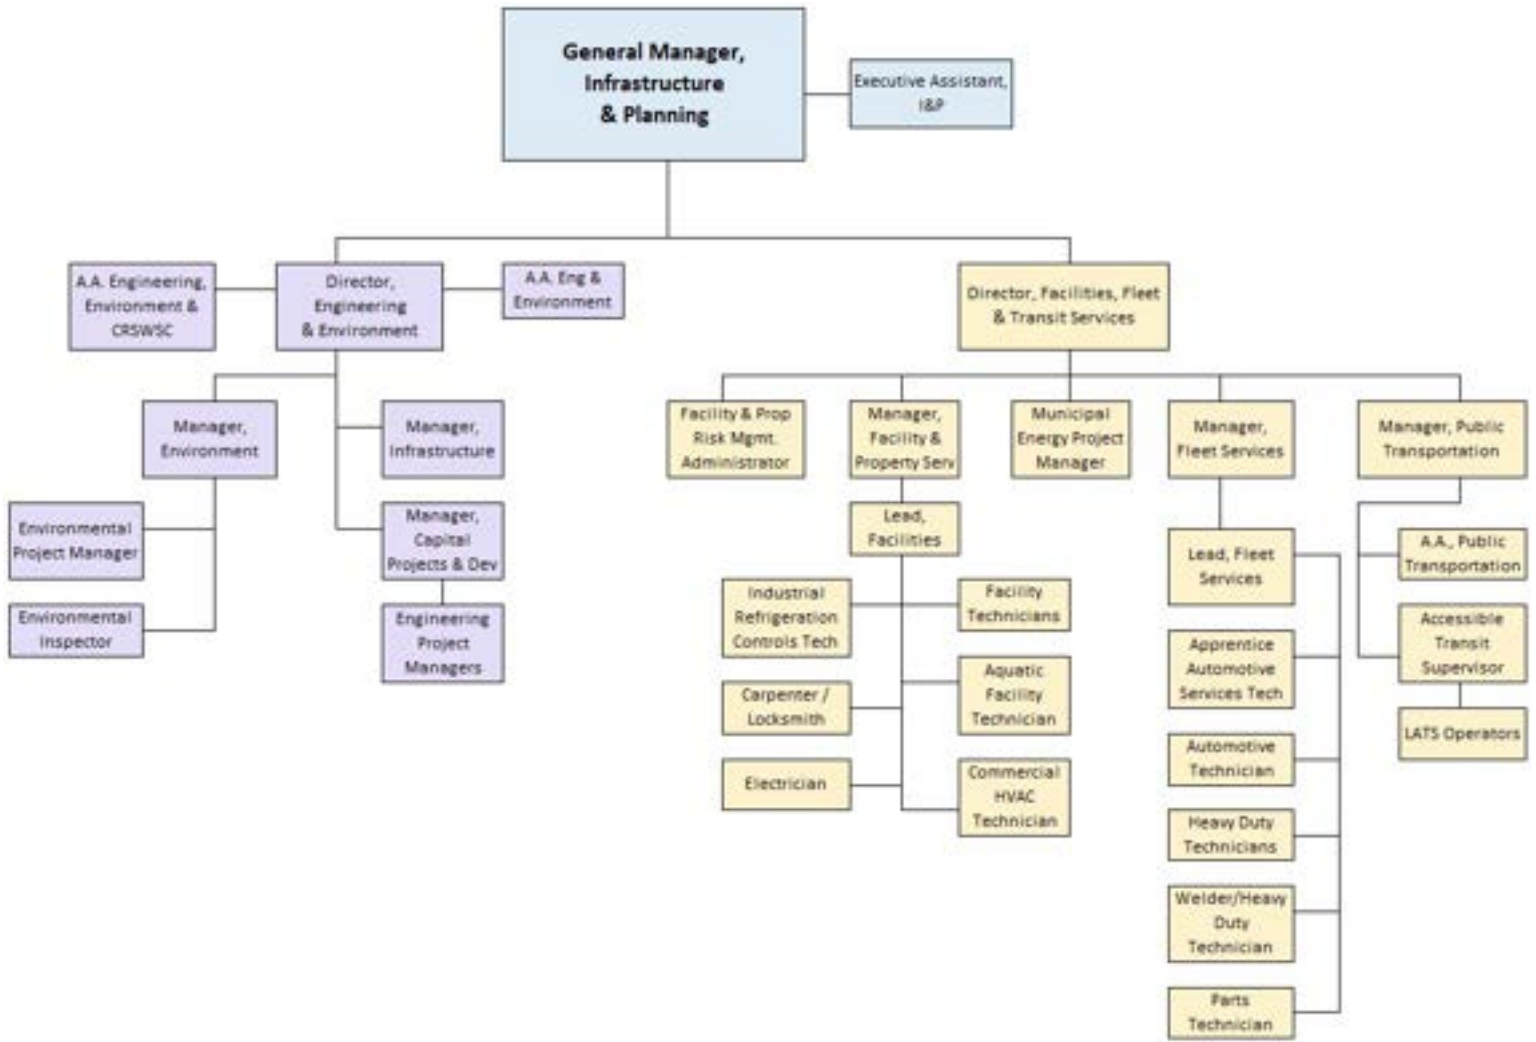 General Manager,
Infrastructure
& Planning
Executive Assistant,
I&P
A.A. Engineering,
Environment &
CRSWSC
Director,
Engineering
& Environment
A.A. Eng &
Environment
Director, Facilities, Fleet
& Transit Services
Manager,
Environment
Manager,
Infrastructure
Environmental
Project Manager
Manager,
Capital
Projects & Dev
Environmental
Inspector
Engineering
Project
Managers
Facility & Prop
Risk Mgmt.
Administrator
Manager,
Facility &
Property Serv
Municipal
Energy Project
Manager
Manager,
Fleet Services
Manager, Public
Transportation
Lead,
Facilities
Industrial
Refrigeration
Controls Tech
Facility
Technicians
Carpenter /
Locksmith
Aquatic
Facility
Technician
Electrician
Commercial
HVAC
Technician
Lead, Fleet
Services
Apprentice
Automotive
Services Tech
Automotive
Technician
Heavy Duty
Technicians
Welder/Heavy
Duty
Technician
Parts
Technician
A.A., Public
Transportation
Accessible
Transit
Supervisor
LATS Operators